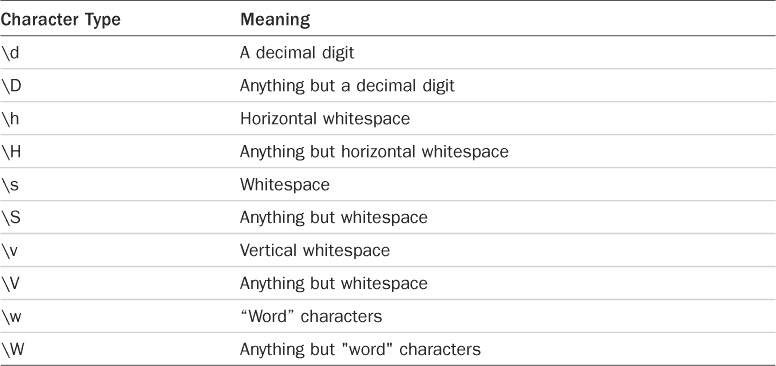 Character Type Meaning
\d A decimal digit
\D Anything but a decimal digit
\h Horizontal whitespace
\H Anything but horizontal whitespace
\s Whitespace
\S Anything but whitespace
\v Vertical whitespace
\V Anything but whitespace
\w “Word” characters
\W Anything but "word" characters